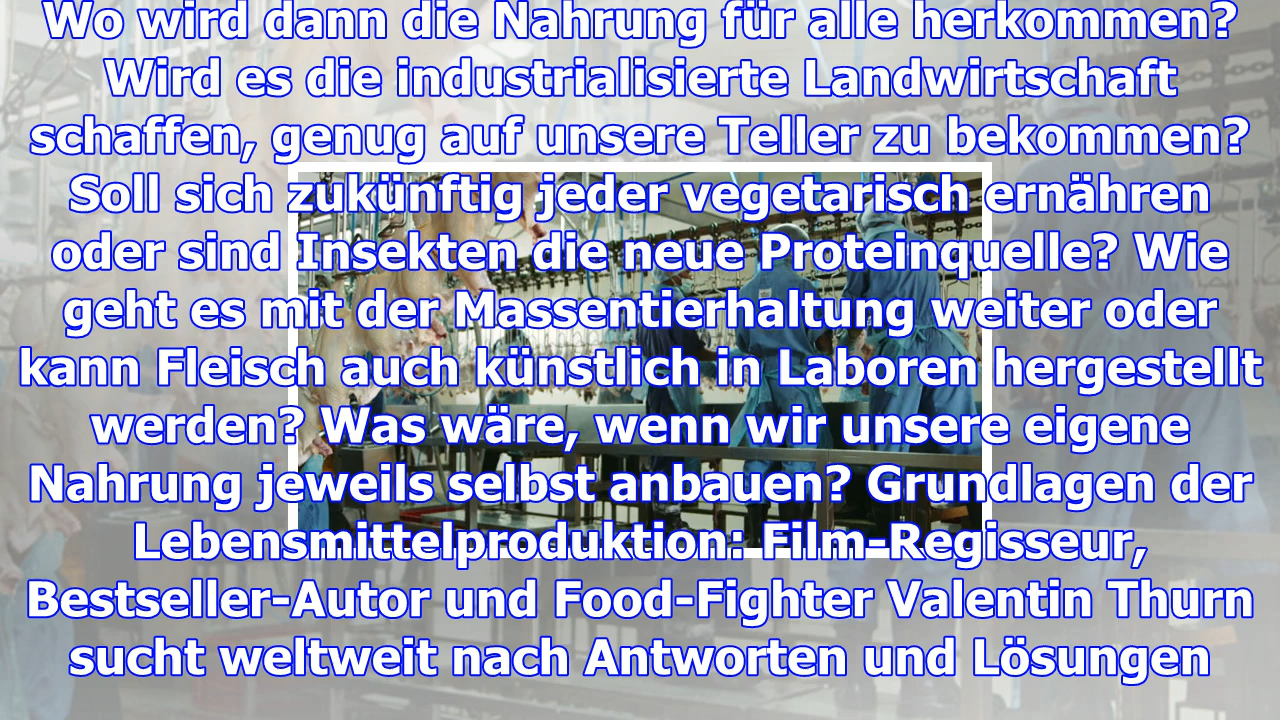 Wo wird dann die Nahrung für alle herkommen?
Wird es die industrialisierte Landwirtschaft
schaffen, genug auf unsere Teller zu bekommen?
Soll sich zukünftig jeder vegetarisch ernähren
oder sind Insekten die neue Proteinquelle? Wie
geht es mit der Massentierhaltung weiter oder
kann Fleisch auch künstlich in Laboren hergestellt
werden? Was wäre, wenn wir unsere eigene
Nahrung jeweils selbst anbauen? Grundlagen der
Lebensmittelproduktion: Film-Regisseur,
Bestseller-Autor und Food-Fighter Valentin Thurn
sucht weltweit nach Antworten und Lösungen